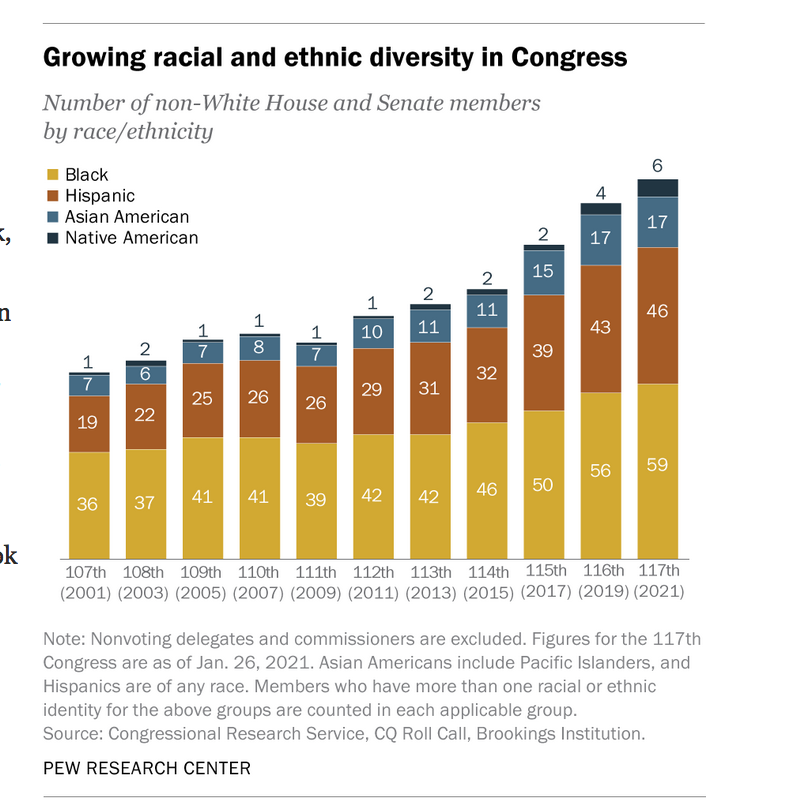 Growing racial and ethnic diversity in Congress
Number of non-White House and Senate members
by race/ethnicity
Black
Hispanic
Asian American
Native American
k,
n
ok
1 2 1 1 1 1 2 2 2 4 6
7 6 7 8 7 10 11 11 15 17 17
19 22 25 26 26 29 31 32 39 43 46
36 37 41 41 39 42 42 46 50 56 59
107th 108th 109th 110th 111th 112th 113th 114th 115th 116th 117th
(2001) (2003) (2005) (2007) (2009) (2011) (2013) (2015) (2017) (2019) (2021)
Note: Nonvoting delegates and commissioners are excluded. Figures for the 117th
Congress are as of Jan. 26, 2021. Asian Americans include Pacific Islanders, and
Hispanics are of any race. Members who have more than one racial or ethnic
identity for the above groups are counted in each applicable group.
Source: Congressional Research Service, CQ Roll Call, Brookings Institution.
PEW RESEARCH CENTER